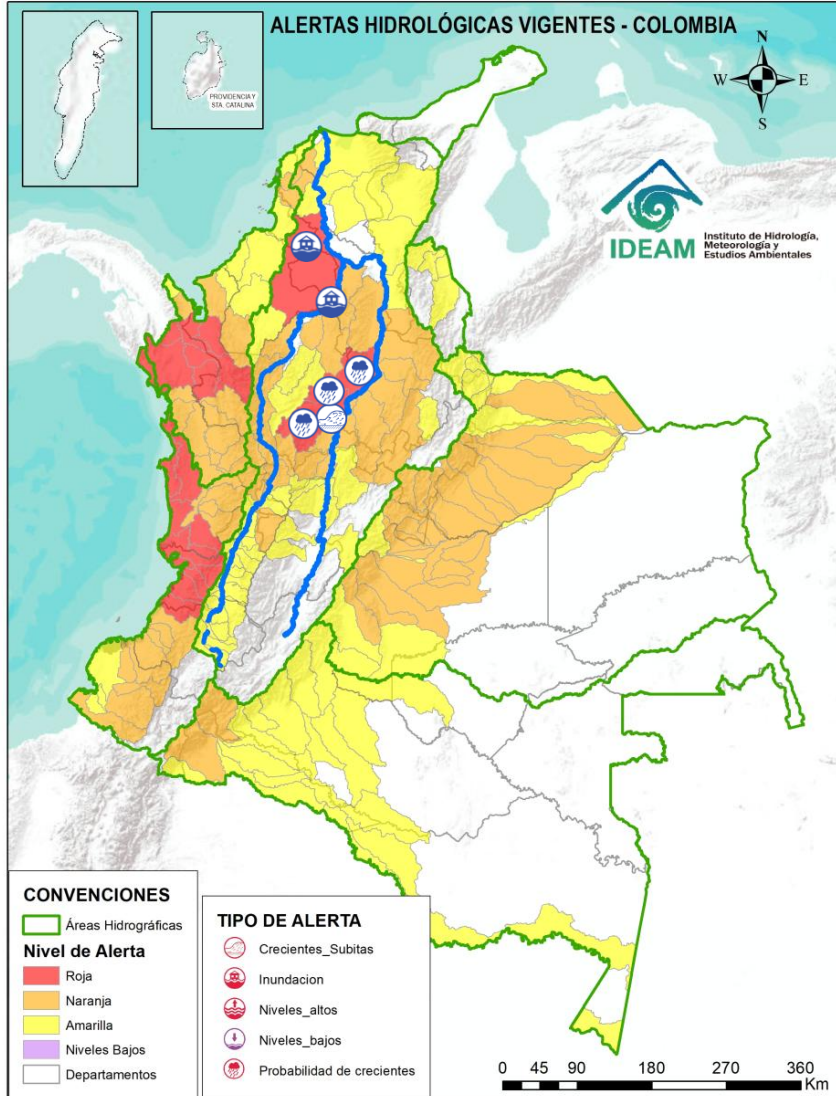 ALERTAS HIDROLÓGICAS VIGENTES - COLOMBIA
PROVIDENCIA Y
STA. CATALINA
N
W
E
S
IDEAM
Instituto de Hidrología,
Meteorología y
Estudios Ambientales
CONVENCIONES
Áreas Hidrográficas
Nivel de Alerta
Roja
Naranja
Amarilla
Niveles Bajos
Departamentos
TIPO DE ALERTA
Crecientes_Subitas
Inundacion
Niveles_altos
Niveles_bajos
Probabilidad de crecientes
0 45 90 180 270 360
Km